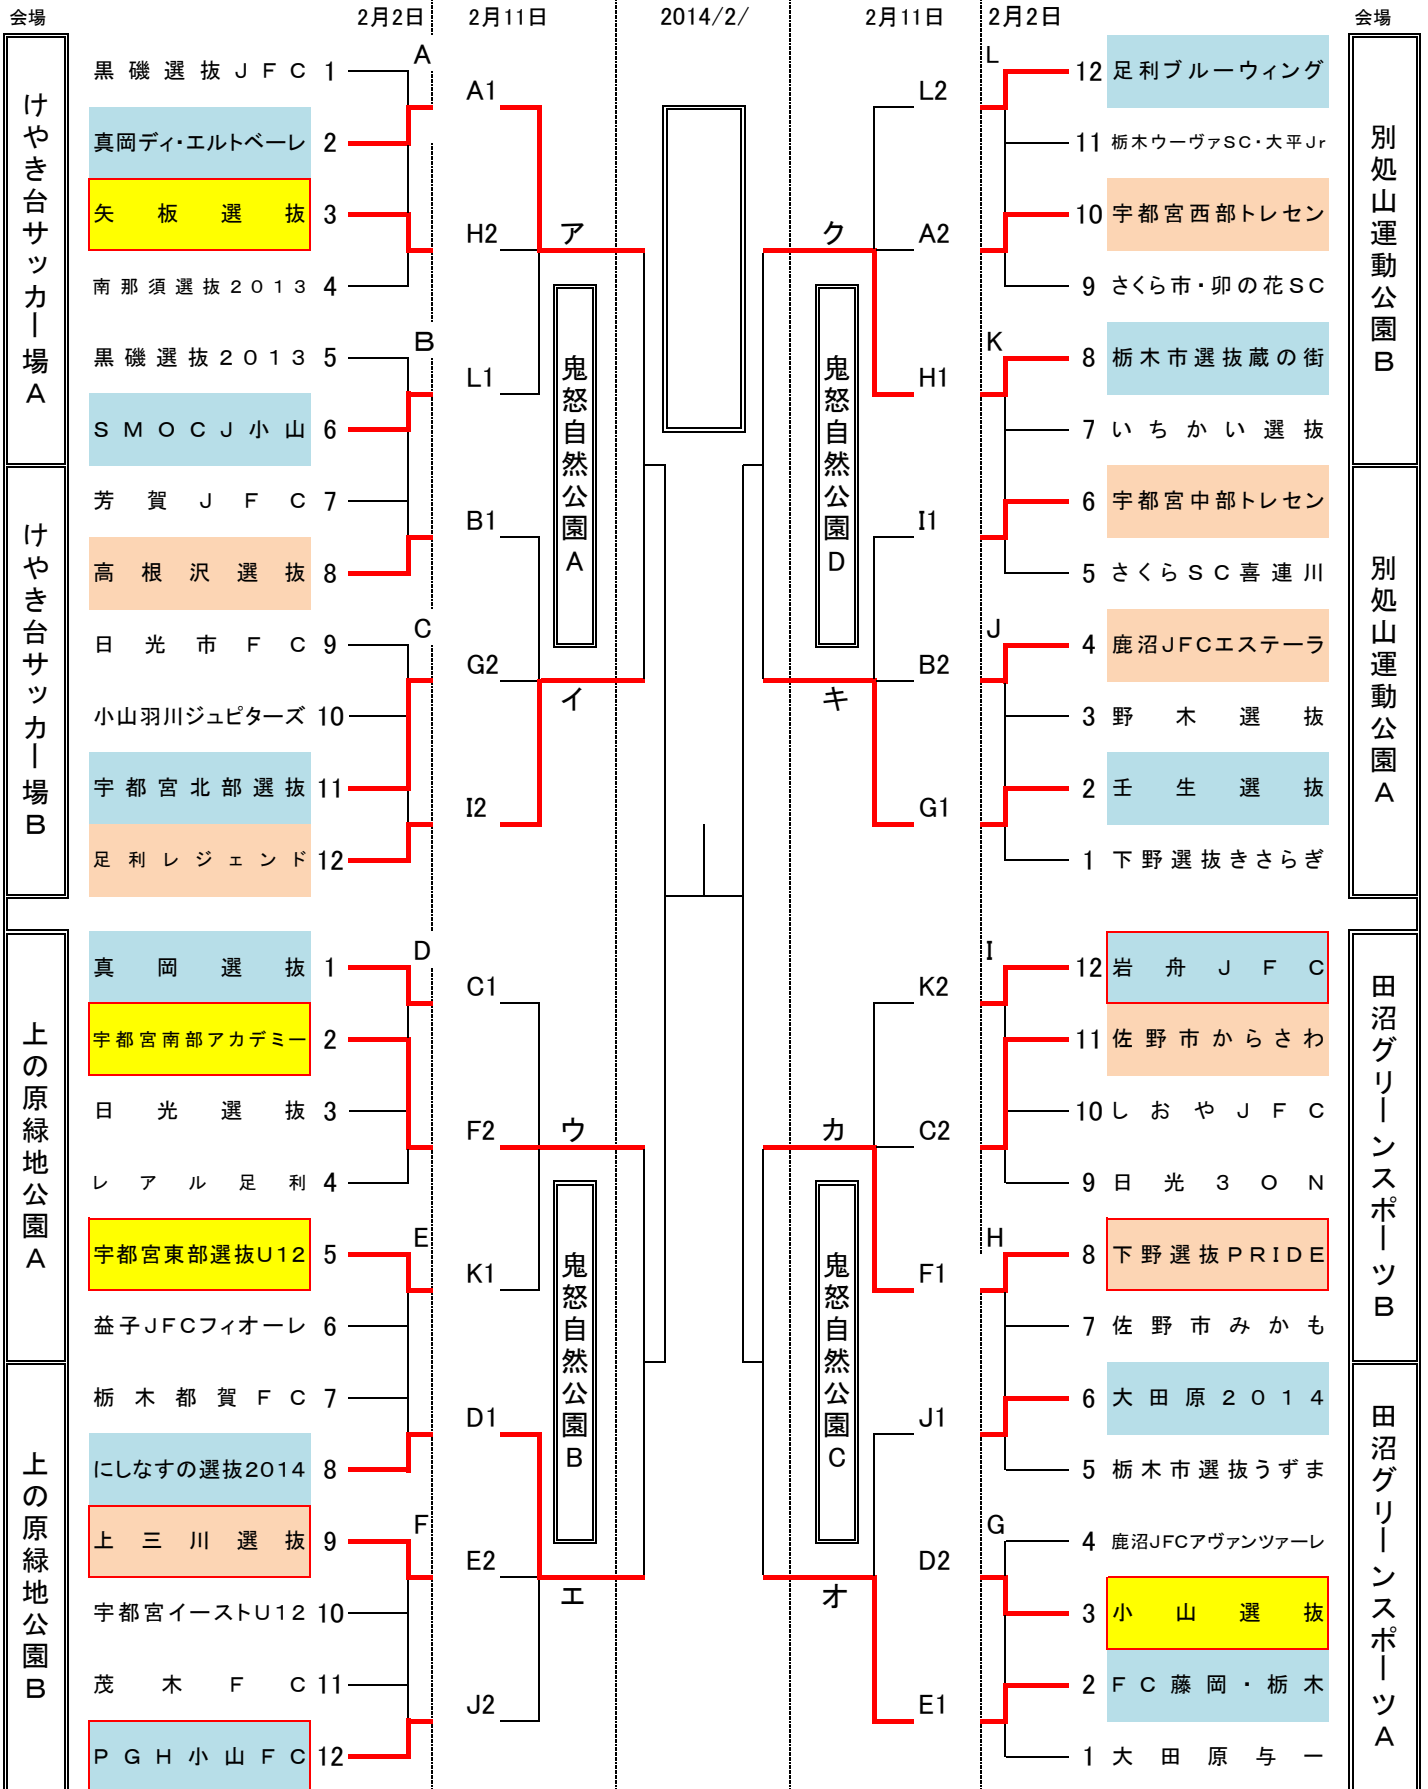 会場 2月2日 2月11日 2014/2/ 2月11日 2月2日 会場
けやき台サッカー場A
A
黒磯選抜JFC 1
真岡ディ・エルトベーレ 2
矢板選抜 3
南那須選抜2013 4
B
黒磯選抜2013 5
SMOCJ小山 6
けやき台サッカー場B
芳賀JFC 7
高根沢選抜 8
C
日光市FC 9
小山羽川ジュピターズ 10
宇都宮北部選抜 11
足利レジェンド 12
上の原緑地公園A
D
真岡選抜 1
宇都宮南部アカデミー 2
日光選抜 3
レアル足利 4
E
宇都宮東部選抜U12 5
益子JFCフィオーレ 6
上の原緑地公園B
栃木都賀FC 7
にしなすの選抜2014 8
F
上三川選抜 9
宇都宮イーストU12 10
茂木FC 11
PGH小山FC 12
A1
H2
ア
L1
鬼怒自然公園A
B1
G2
イ
I2
C1
F2
ウ
K1
鬼怒自然公園B
D1
E2
エ
J2
L2
ク
A2
鬼怒自然公園D
H1
I1
B2
キ
G1
K2
カ
C2
鬼怒自然公園C
F1
J1
D2
オ
E1
L
12 足利ブルーウィング
11 栃木ウーヴァSC・大平Jr
10 宇都宮西部トレセン
9 さくら市・卯の花SC
別処山運動公園B
K
8 栃木市選抜蔵の街
7 いちかい選抜
6 宇都宮中部トレセン
5 さくらSC喜連川
別処山運動公園A
J
4 鹿沼JFCエステーラ
3 野木選抜
2 壬生選抜
1 下野選抜きさらぎ
I
12 岩舟JFC
11 佐野市からさわ
10 しおやJFC
9 日光3ON
田沼グリーンスポーツB
H
8 下野選抜PRIDE
7 佐野市みかも
6 大田原2014
5 栃木市選抜うずま
田沼グリーンスポーツA
G
4 鹿沼JFCアヴァンツァーレ
3 小山選抜
2 FC藤岡・栃木
1 大田原与一